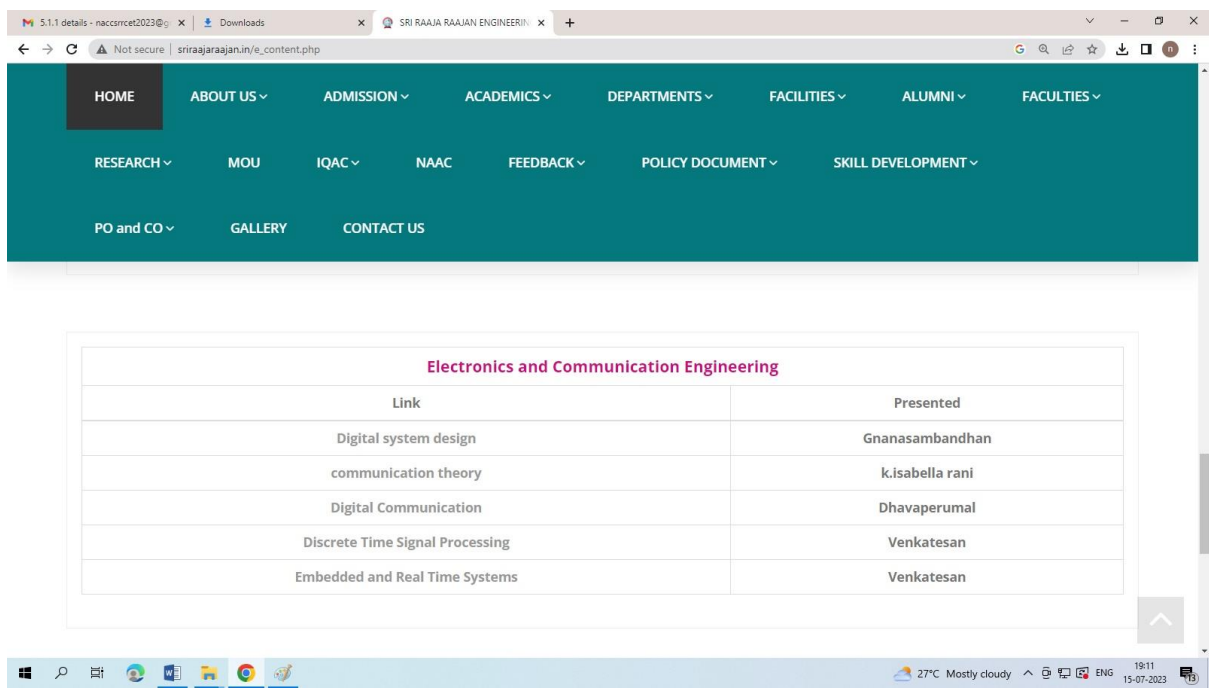 5.1.1 details - naccsrrcet2023@g
Downloads
SRI RAAJA RAAJAN ENGINEERIN
Not secure | sriraajaraajan.in/e_content.php
HOME ABOUT US ADMISSION ACADEMICS DEPARTMENTS FACILITIES ALUMNI FACULTIES
RESEARCH MOU IQAC NAAC FEEDBACK POLICY DOCUMENT SKILL DEVELOPMENT
PO and CO GALLERY CONTACT US
Electronics and Communication Engineering
Link Presented
Digital system design Gnanasambandhan
communication theory k.isabella rani
Digital Communication Dhavaperumal
Discrete Time Signal Processing Venkatesan
Embedded and Real Time Systems Venkatesan
27°C Mostly cloudy ENG 19:11
15-07-2023 13